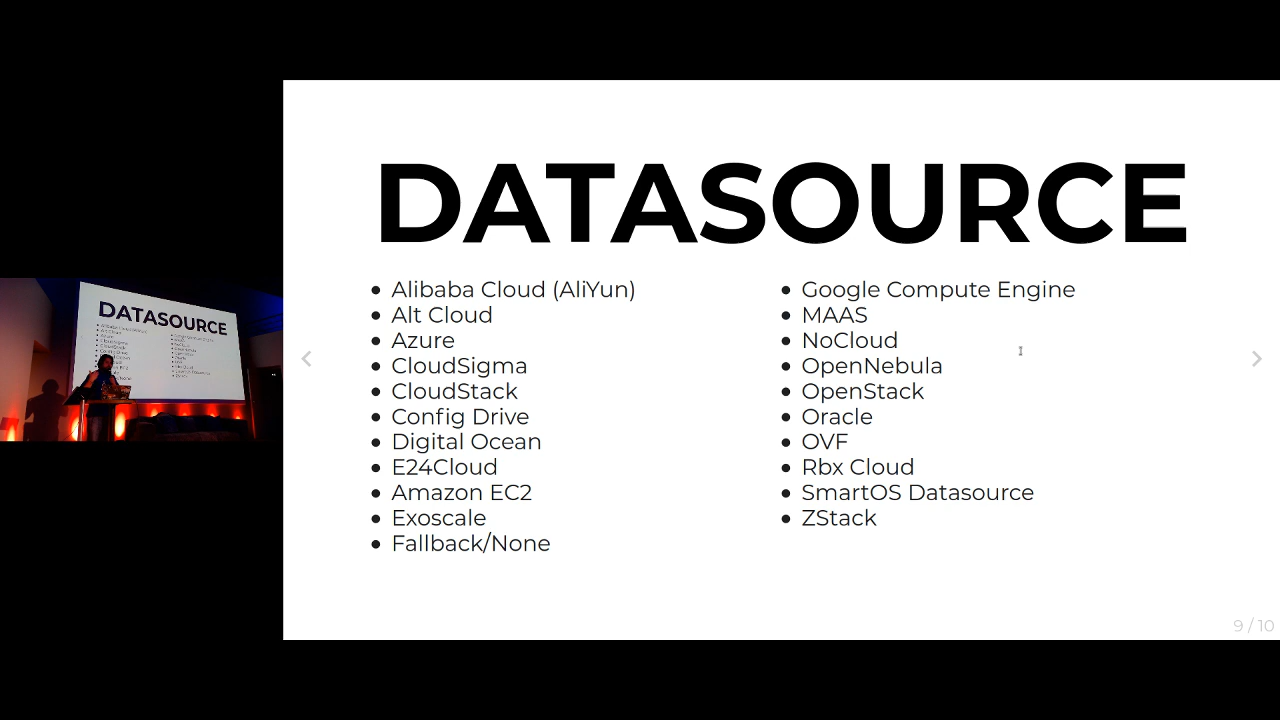 DATASOURCE
Alibaba Cloud (AliYun)
Alt Cloud
Azure
CloudSigma
CloudStack
Config Drive
Digital Ocean
E24Cloud
Amazon EC2
Exoscale
Fallback/None
Google Compute Engine
MAAS
NoCloud
OpenNebula
OpenStack
Oracle
OVF
Rbx Cloud
SmartOS Datasource
ZStack
9 / 10
DATASOURCE